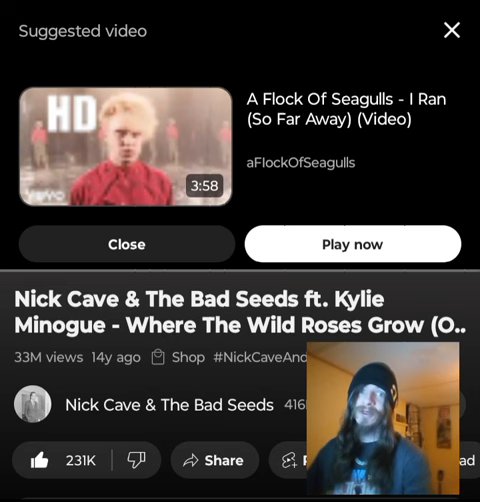 Suggested video
HD
A Flock Of Seagulls - I Ran
(So Far Away) (Video)
aFlockOfSeagulls
vevo
3:58
Close
Play now
Nick Cave & The Bad Seeds ft. Kylie
Minogue - Where The Wild Roses Grow (O..
33M views 14y ago Shop #NickCaveAnd
Nick Cave & The Bad Seeds 416
231K Share